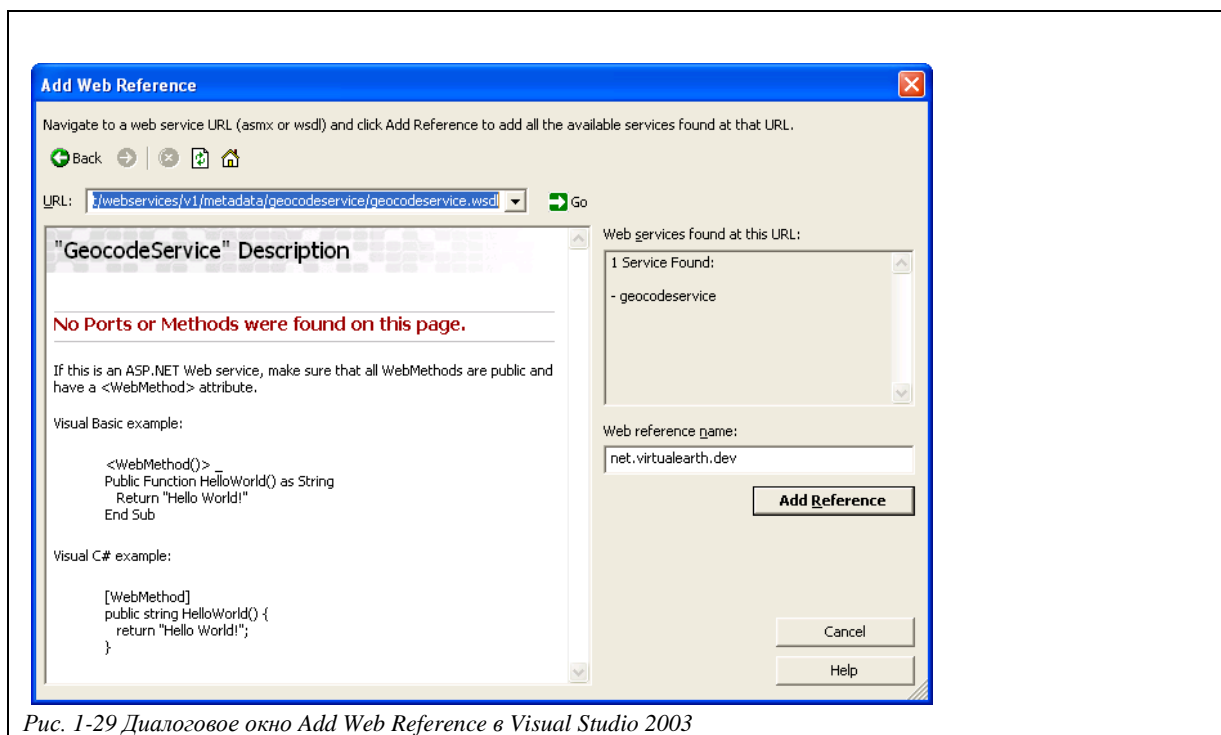 Add Web Reference
Navigate to a web service URL (asmx or wsdl) and click Add Reference to add all the available services found at that URL.
Back
URL: t/webservices/v1/metadata/geocodeservice/geocodeservice.wsdl
Go
"GeocodeService" Description
No Ports or Methods were found on this page.
If this is an ASP.NET Web service, make sure that all WebMethods are public and
have a <WebMethod> attribute.
Visual Basic example:
<WebMethod()> _
Public Function HelloWorld() as String
Return "Hello World!"
End Sub
Visual C# example:
[WebMethod]
public string HelloWorld() {
return "Hello World!";
}
Web services found at this URL:
1 Service Found:
- geocodeservice
Web reference name:
net.virtualearth.dev
Add Reference
Cancel
Help
Рис. 1-29 Диалоговое окно Add Web Reference в Visual Studio 2003